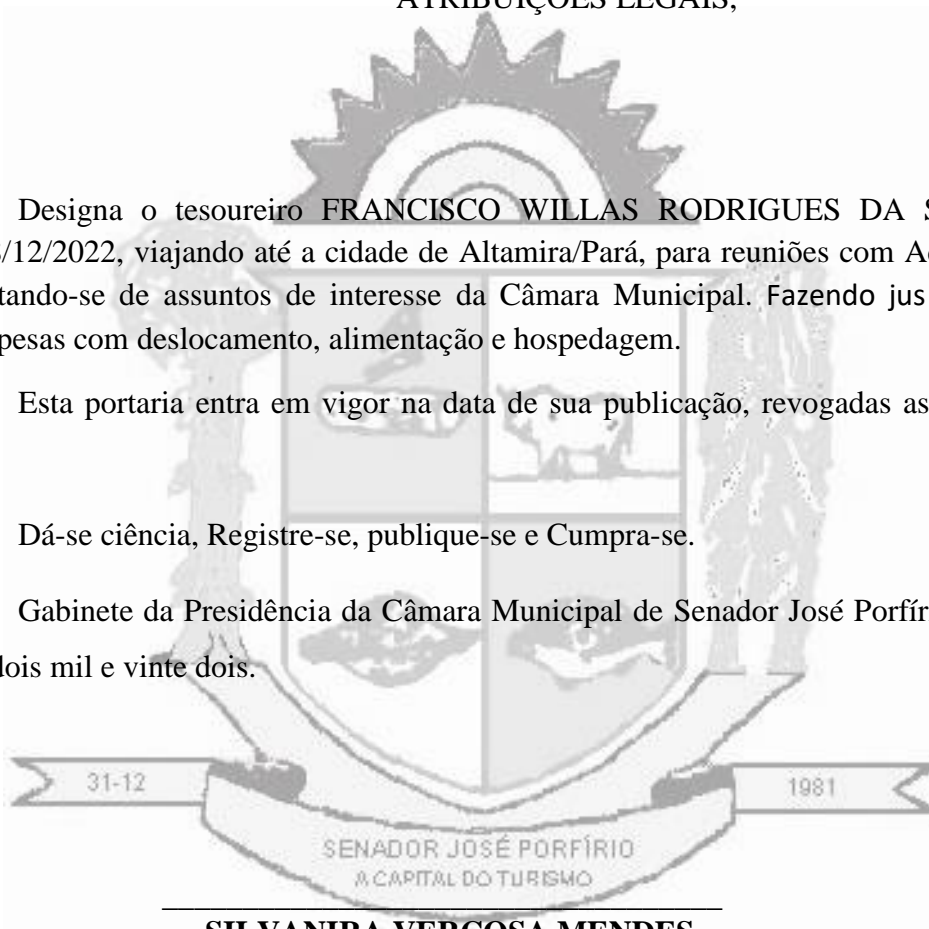 ATRIBUIÇÕES LEGAIS,
Designa o tesoureiro FRANCISCO WILLAS RODRIGUES DA
/12/2022, viajando até a cidade de Altamira/Pará, para reuniões com
tando-se de assuntos de interesse da Câmara Municipal. Fazendo jus
pesas com deslocamento, alimentação e hospedagem.
Esta portaria entra em vigor na data de sua publicação, revogadas as
Dá-se ciência, Registre-se, publique-se e Cumpra-se.
Gabinete da Presidência da Câmara Municipal de Senador José
dois mil e vinte dois.
31-12
1981
SENADOR JOSÉ PORFÍRIO
A CAPITAL DO TURISMO
SILVANIRA VERÇOSA MENDES